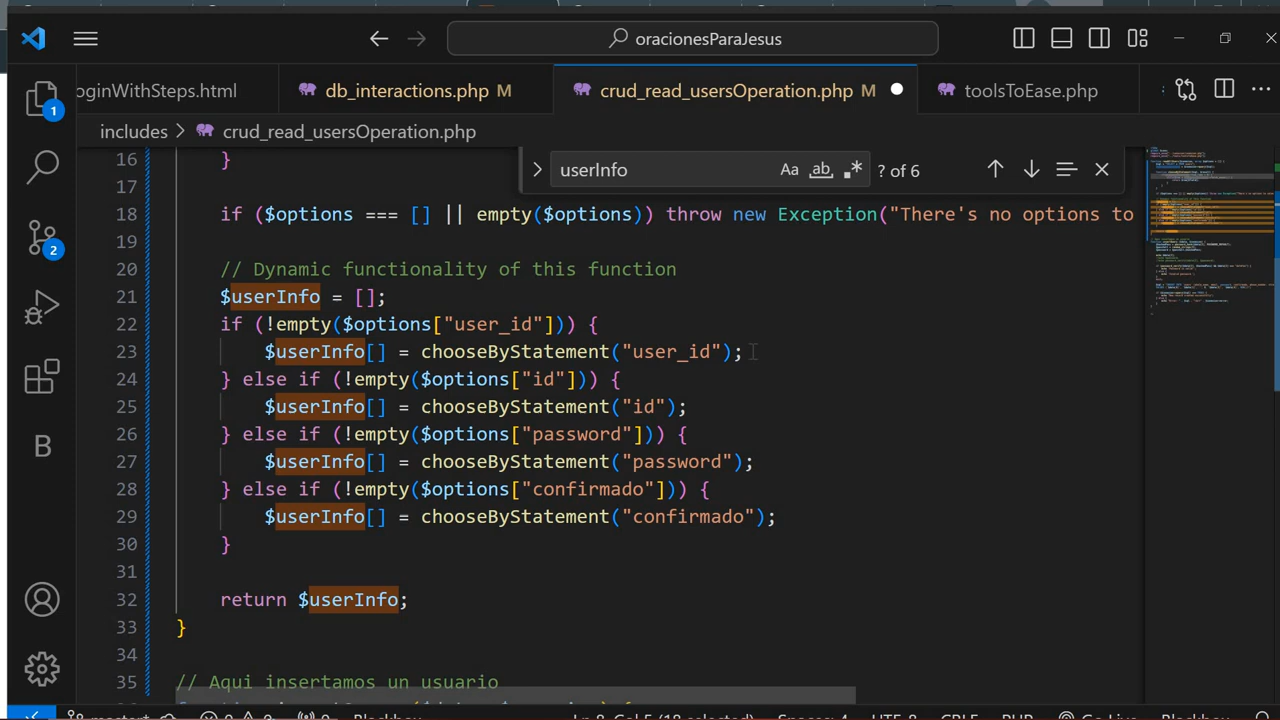 oracionesParaJesus
oginWithSteps.html
db_interactions.php M
crud_read_usersOperation.php M
toolsToEase.php
includes > crud_read_usersOperation.php
userInfo
Aa ab .* ? of 6
1
2
B
16 }
17
18 if ($options === [] || empty($options)) throw new Exception("There's no options to
19
20 // Dynamic functionality of this function
21 $userInfo = [];
22 if (!empty($options["user_id"])) {
23 $userInfo[] = chooseByStatement("user_id");
24 } else if (!empty($options["id"])) {
25 $userInfo[] = chooseByStatement("id");
26 } else if (!empty($options["password"])) {
27 $userInfo[] = chooseByStatement("password");
28 } else if (!empty($options["confirmado"])) {
29 $userInfo[] = chooseByStatement("confirmado");
30 }
31
32 return $userInfo;
33 }
34
35 // Aqui insertamos un usuario